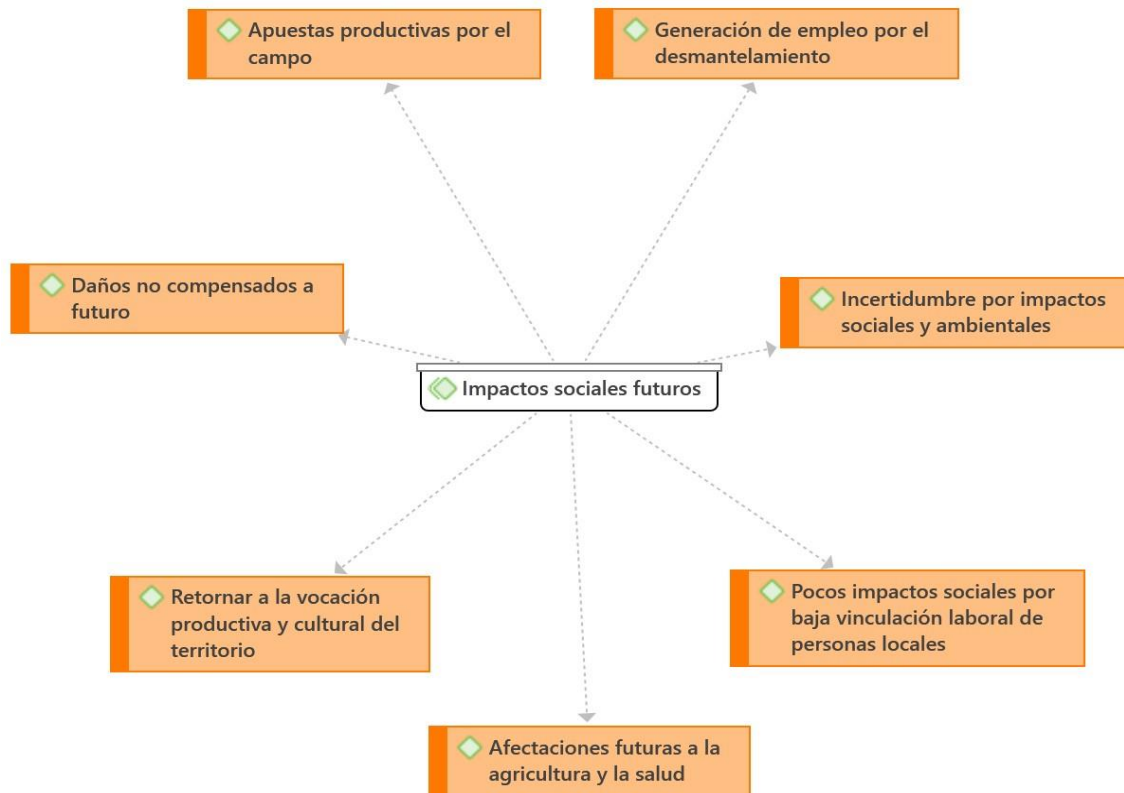 Apuestas productivas por el
campo
Generación de empleo por el
desmantelamiento
Daños no compensados a
futuro
Incertidumbre por impactos
sociales y ambientales
Impactos sociales futuros
Retornar a la vocación
productiva y cultural del
territorio
Pocos impactos sociales por
baja vinculación laboral de
personas locales
Afectaciones futuras a la
agricultura y la salud